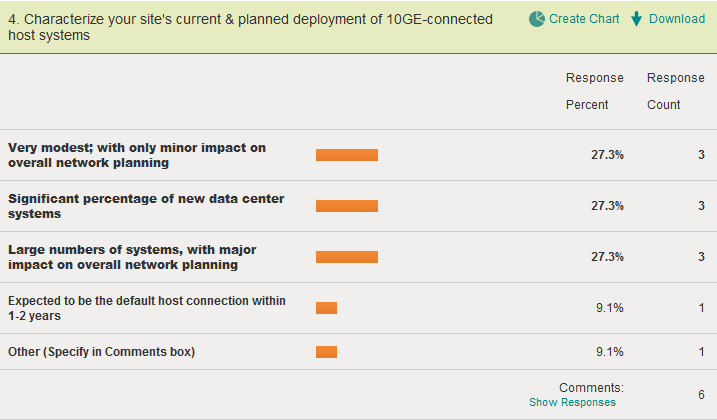 4. Characterize your site's current & planned deployment of 10GE-connected
host systems
Create Chart
Download
Response
Percent
Response
Count
Very modest; with only minor impact on
overall network planning
27.3%
3
Significant percentage of new data center
systems
27.3%
3
Large numbers of systems, with major
impact on overall network planning
27.3%
3
Expected to be the default host connection within
1-2 years
9.1%
1
Other (Specify in Comments box)
9.1%
1
Comments:
Show Responses
6